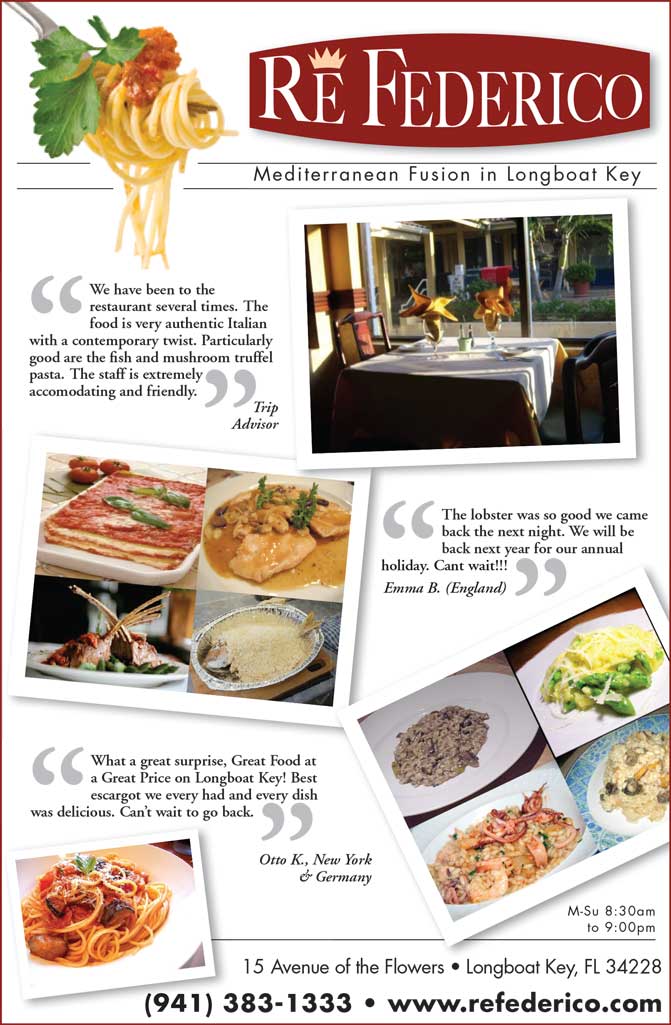 RE FEDERICO
Mediterranean Fusion in Longboat Key
“ We have been to the
restaurant several times. The
food is very authentic Italian
with a contemporary twist. Particularly
good are the fish and mushroom truffel
pasta. The staff is extremely
accomodating and friendly. ”
Trip
Advisor
“ The lobster was so good we came
back the next night. We will be
back next year for our annual
holiday. Cant wait!!! ”
Emma B. (England)
“ What a great surprise, Great Food at
a Great Price on Longboat Key! Best
escargot we every had and every dish
was delicious. Can’t wait to go back. ”
Otto K., New York
& Germany
M-Su 8:30am
to 9:00pm
15 Avenue of the Flowers • Longboat Key, FL 34228
(941) 383-1333 • www.refederico.com